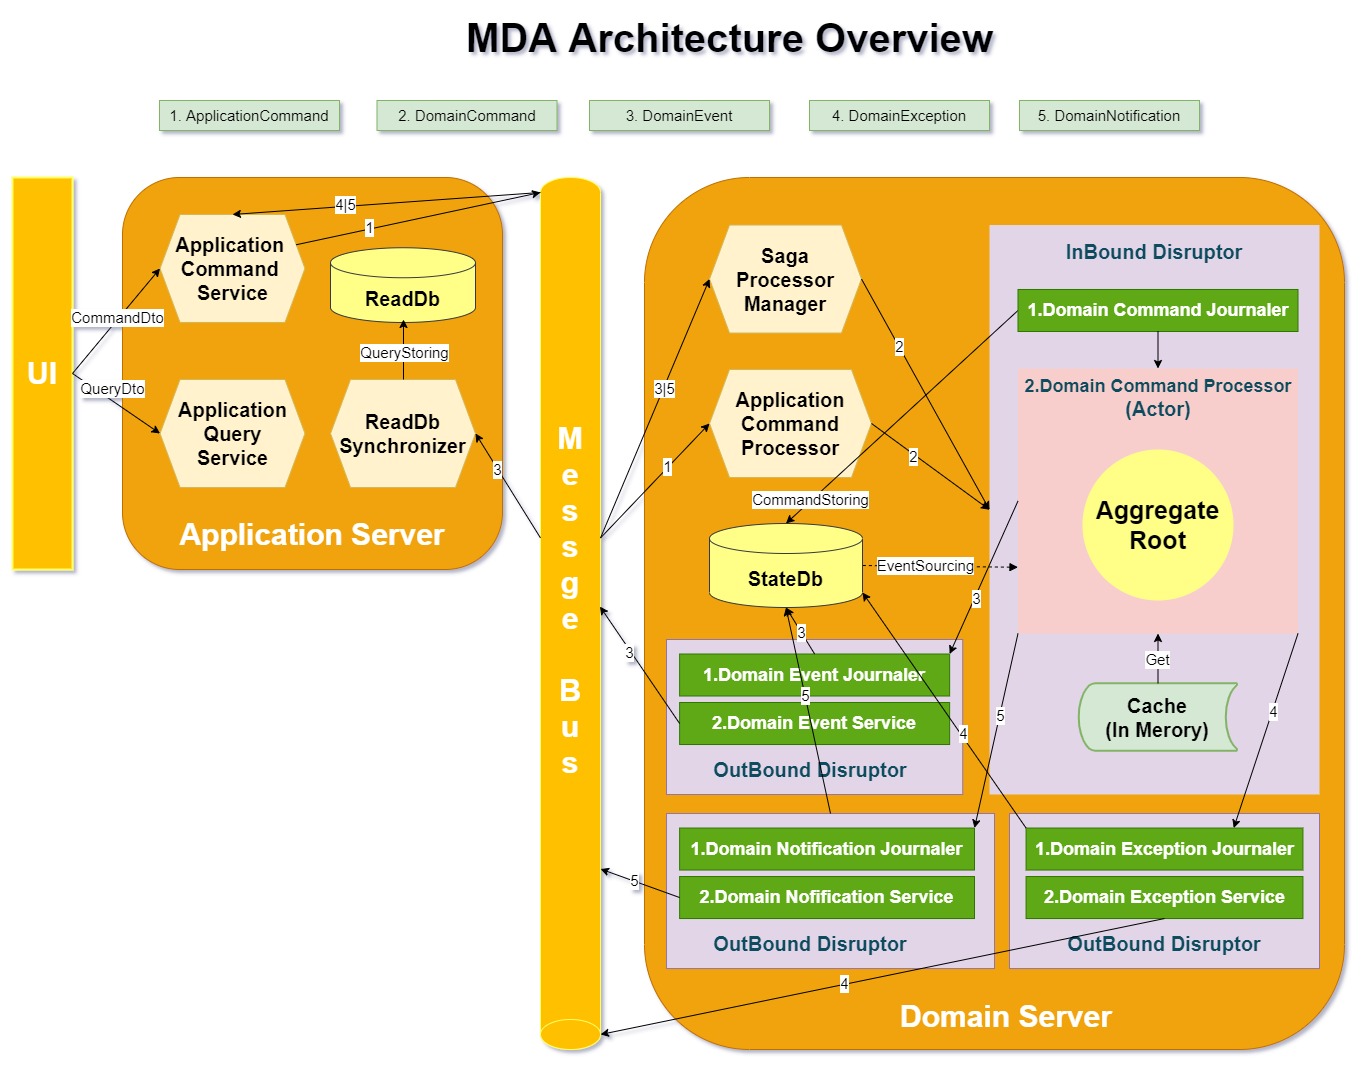 MDA Architecture Overview
1. ApplicationCommand
2. DomainCommand
3. DomainEvent
4. DomainException
5. DomainNotification
UI
CommandDto
QueryDto
Application
Command
Service
4|5
1
ReadDb
QueryStoring
Application
Query
Service
ReadDb
Synchronizer
3
Application Server
M
e
s
s
g
e
B
u
s
Saga
Processor
Manager
2
3|5
Application
Command
Processor
1
2
CommandStoring
StateDb
EventSourcing
InBound Disruptor
1.Domain Command Journaler
2.Domain Command Processor
(Actor)
Aggregate
Root
Get
Cache
(In Merory)
3
3
3
5
5
4
4
1.Domain Event Journaler
2.Domain Event Service
OutBound Disruptor
1.Domain Notification Journaler
2.Domain Nofification Service
OutBound Disruptor
5
1.Domain Exception Journaler
2.Domain Exception Service
OutBound Disruptor
4
Domain Server